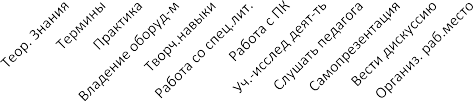 Теор. Знания
Термины
Практика
Владение оборуд-м
Творч.навыки
Работа со спец.лит.
Работа с ПК
Уч.-исслед деят-ть
Слушать педагога
Самопрезентация
Вести дискуссию
Организ. раб.место